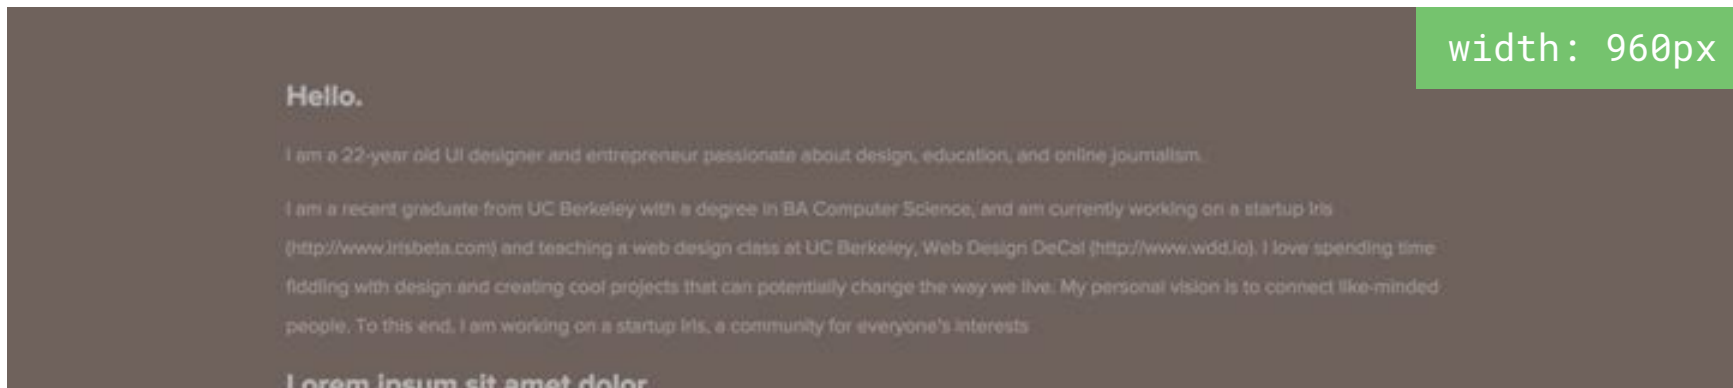 width: 960px
Hello.
I am a 22-year old UI designer and entrepreneur passionate about design, education, and online journalism.
I am a recent graduate from UC Berkeley with a degree in BA Computer Science, and am currently working on a startup Iris
(http://www.irisbeta.com) and teaching a web design class at UC Berkeley, Web Design DeCal (http://www.wdd.io). I love spending time
fiddling with design and creating cool projects that can potentially change the way we live. My personal vision is to connect like-minded
people. To this end, I am working on a startup Iris, a community for everyone's interests
Lorem ipsum sit amet dolor